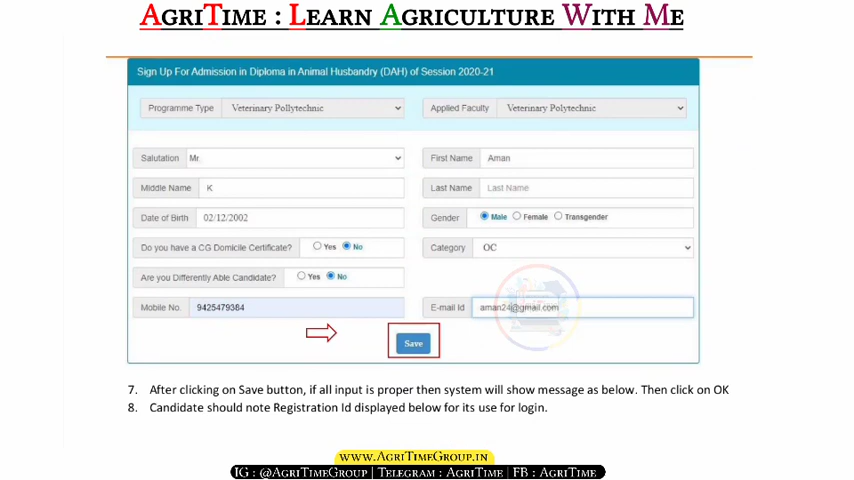 AGRITIME : LEARN AGRICULTURE WITH ME
Sign Up For Admission in Diploma in Animal Husbandry (DAH) of Session 2020-21
Programme Type Veterinary Pollytechnic Applied Faculty Veterinary Polytechnic
Salutation Mr. First Name Aman
Middle Name K Last Name Last Name
Date of Birth 02/12/2002 Gender Male Female Transgender
Do you have a CG Domicile Certificate? Yes No Category OC
Are you Differently Able Candidate? Yes No
Mobile No. 9425479384 E-mail Id aman24@gmail.com
Save
7. After clicking on Save button, if all input is proper then system will show message as below. Then click on OK
8. Candidate should note Registration Id displayed below for its use for login.
WWW.AGRITIMEGROUP.IN
IG : @AGRITIMEGROUP | TELEGRAM : AGRITIME | FB : AGRITIME